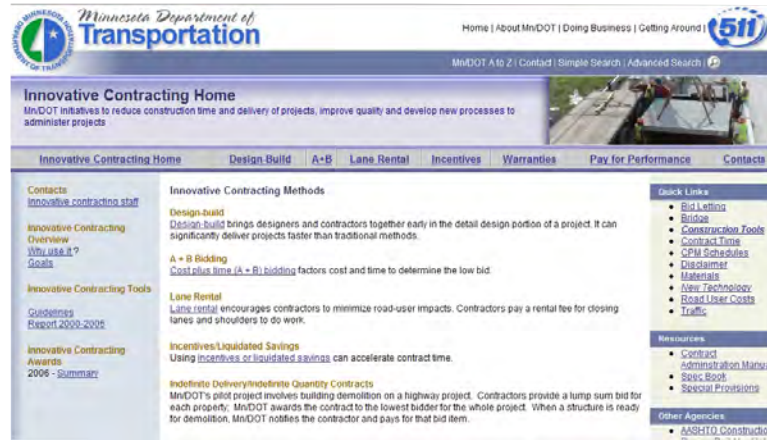 Minnesota Department of
Transportation
Home | About Mn/DOT | Doing Business | Getting Around |
511
Mn/DOT A to Z | Contact | Simple Search | Advanced Search |
Innovative Contracting Home
Mn/DOT initiatives to reduce construction time and delivery of projects, improve quality and develop new processes to
administer projects
Innovative Contracting Home Design-Build A+B Lane Rental Incentives Warranties Pay for Performance Contacts
Contacts
Innovative contracting staff
Innovative Contracting
Overview
Why use it?
Goals
Innovative Contracting Tools
Guidelines
Report 2000-2005
Innovative Contracting
Awards
2006 - Summary
Innovative Contracting Methods
Design-build
Design-build brings designers and contractors together early in the detail design portion of a project. It can
significantly deliver projects faster than traditional methods.
A + B Bidding
Cost plus time (A + B) bidding factors cost and time to determine the low bid.
Lane Rental
Lane rental encourages contractors to minimize road-user impacts. Contractors pay a rental fee for closing
lanes and shoulders to do work.
Incentives/Liquidated Savings
Using incentives or liquidated savings can accelerate contract time.
Indefinite Delivery/Indefinite Quantity Contracts
Mn/DOT's pilot project involves building demolition on a highway project. Contractors provide a lump sum bid for
each property; Mn/DOT awards the contract to the lowest bidder for the whole project. When a structure is ready
for demolition, Mn/DOT notifies the contractor and pays for that bid item.
Quick Links
Bid Letting
Bridge
Construction Tools
Contract Time
CPM Schedules
Disclaimer
Materials
New Technology
Road User Costs
Traffic
Resources
Contract
Spec Book
Special Provisions
Other Agencies
AASHTO Constructio